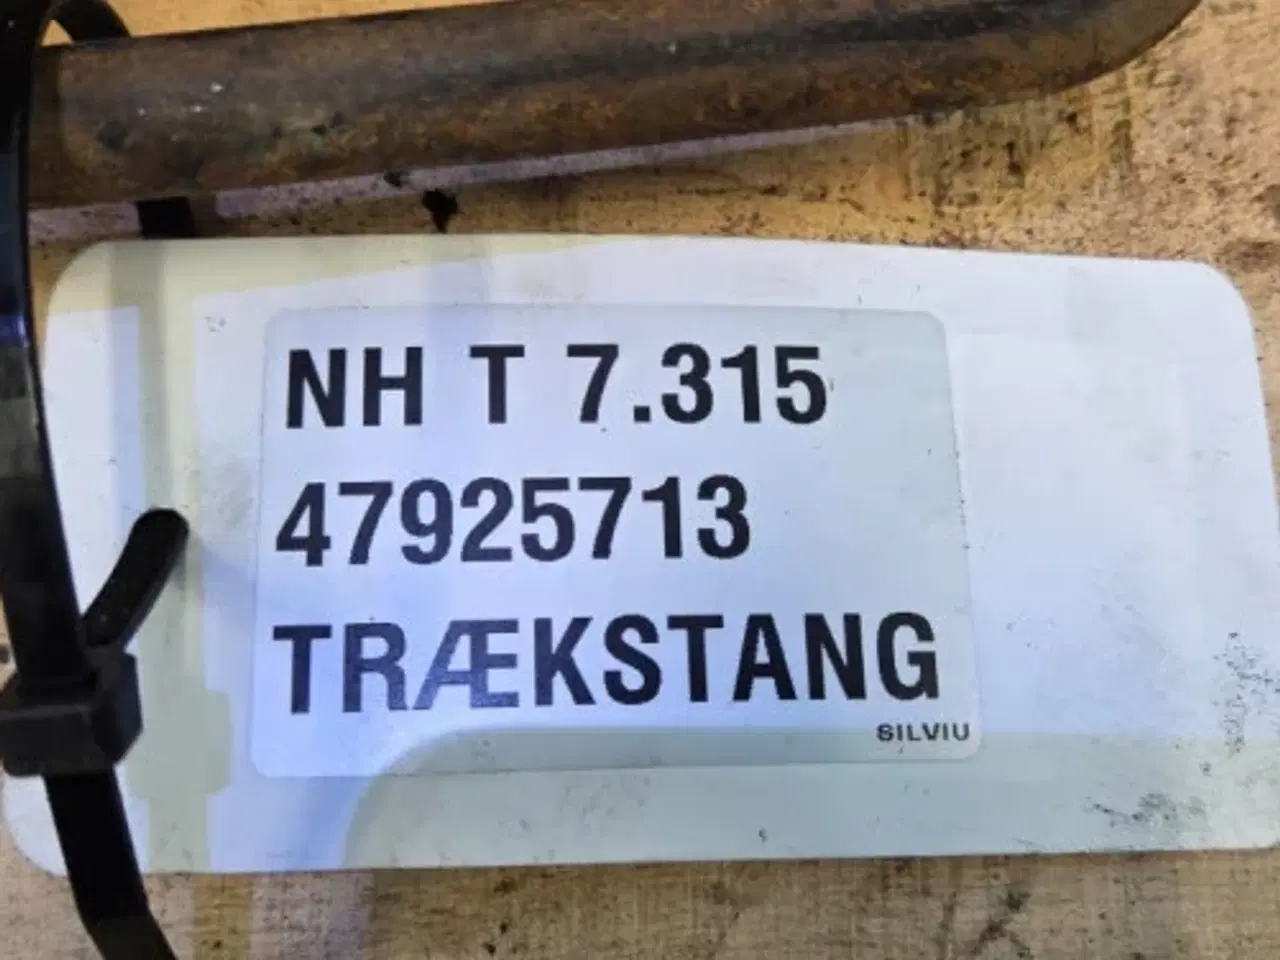 NH T 7.315
47925713
TRÆKSTANG
SILVIU